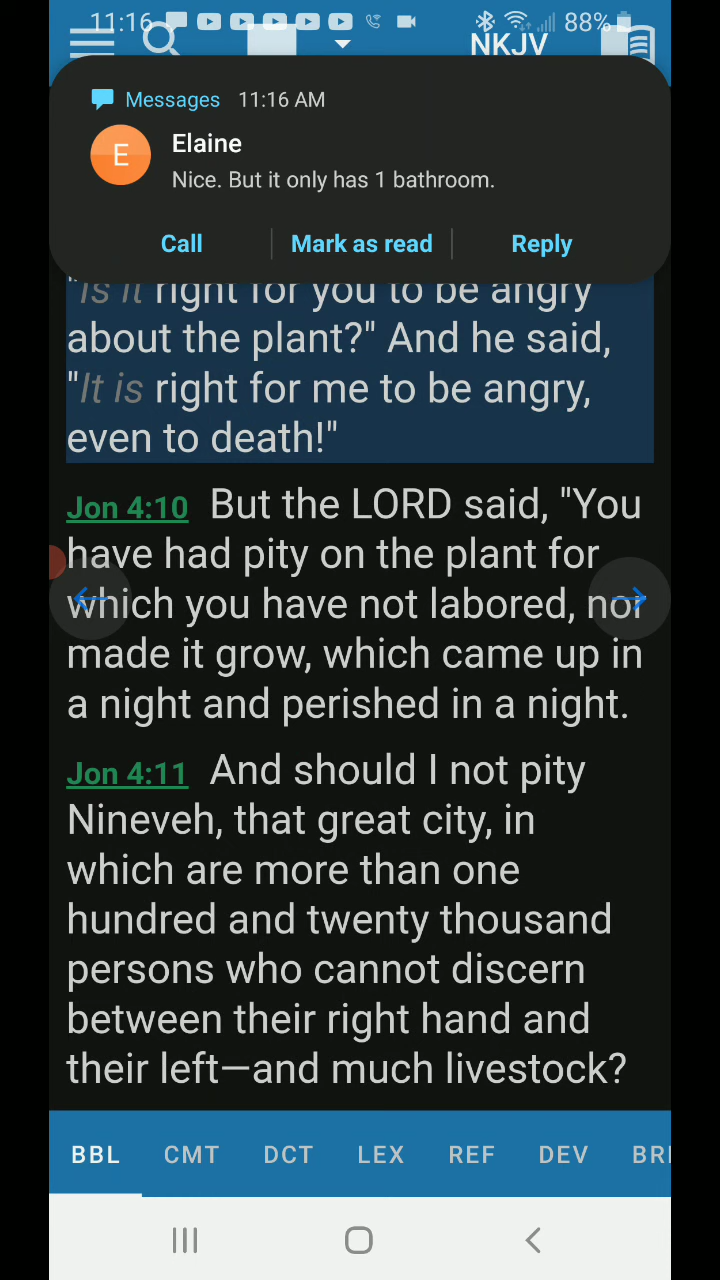 11:16 88%
NKJV
Messages 11:16 AM
E
Elaine
Nice. But it only has 1 bathroom.
Call Mark as read Reply
"Is it right for you to be angry
about the plant?" And he said,
"It is right for me to be angry,
even to death!"
Jon 4:10 But the LORD said, "You
have had pity on the plant for
which you have not labored, nor
made it grow, which came up in
a night and perished in a night.
Jon 4:11 And should I not pity
Nineveh, that great city, in
which are more than one
hundred and twenty thousand
persons who cannot discern
between their right hand and
their left—and much livestock?
BBL CMT DCT LEX REF DEV